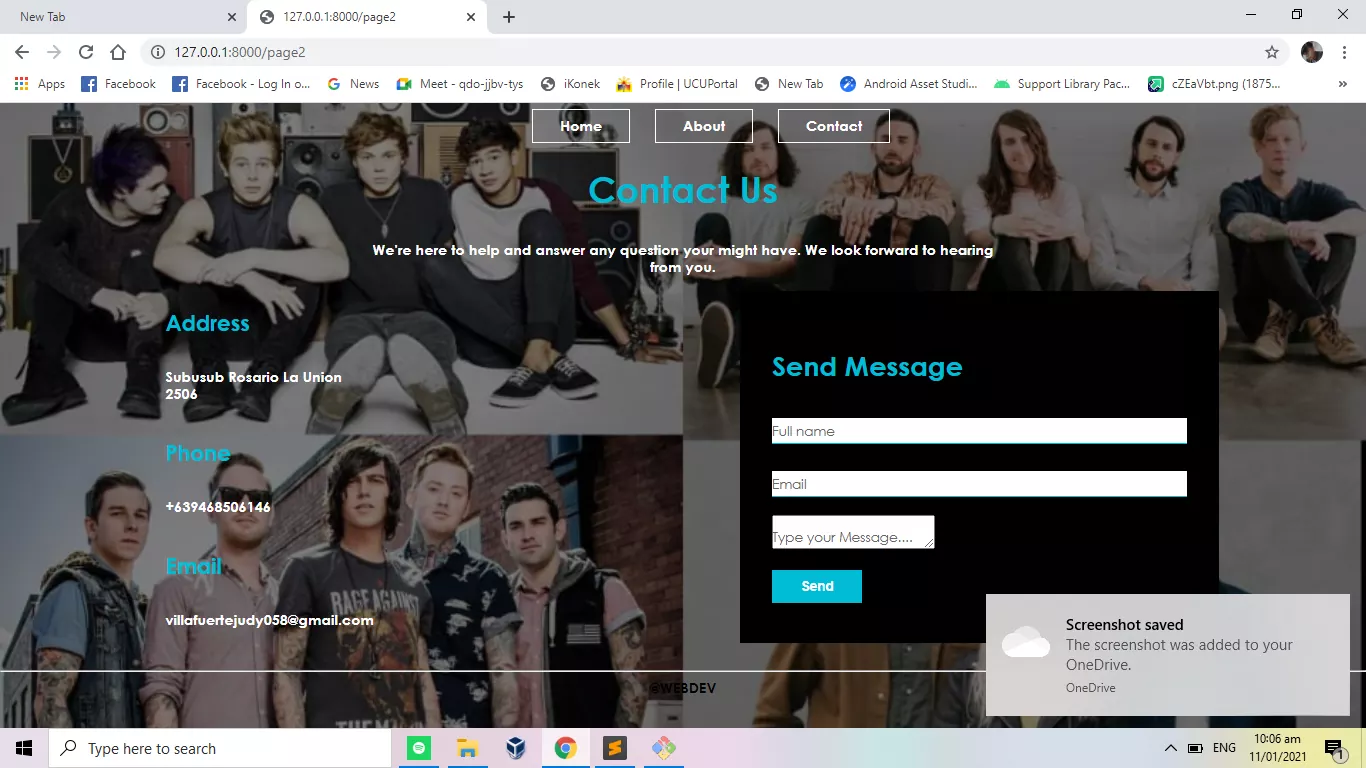 New Tab
127.0.0.1:8000/page2
127.0.0.1:8000/page2
Apps
Facebook
Facebook - Log In o...
News
Meet - qdo-jjbv-tys
iKonek
Profile | UCUPortal
New Tab
Android Asset Studi...
Support Library Pac...
cZEaVbt.png (1875...
Home
About
Contact
Contact Us
We're here to help and answer any question your might have. We look forward to hearing
from you.
Address
Subusub Rosario La Union
2506
Phone
+639468506146
Email
villafuertejudy058@gmail.com
Send Message
Full name
Email
Type your Message....
Send
RAGE AGAINST
THE M
@WEBDEV
Screenshot saved
The screenshot was added to your
OneDrive.
OneDrive
Type here to search
ENG
10:06 am
11/01/2021
1